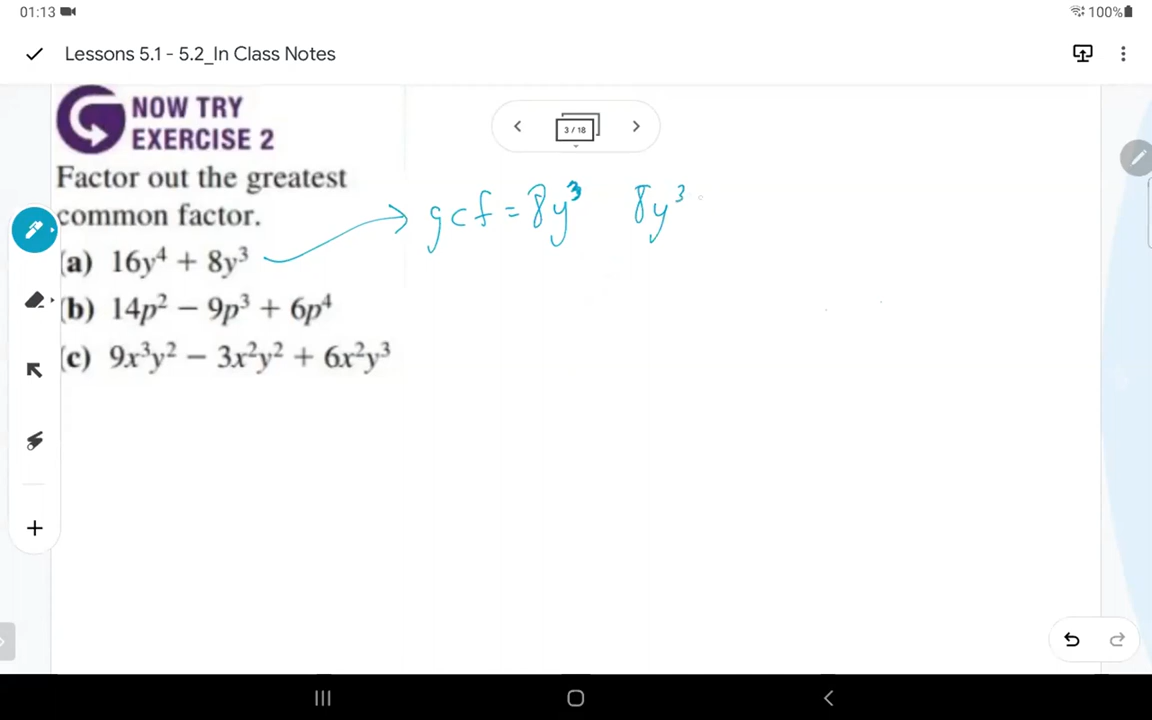 01:13
100%
Lessons 5.1 - 5.2_In Class Notes
3 / 18
NOW TRY
EXERCISE 2
Factor out the greatest
common factor.
gcf = 8y³ 8y³
(a) 16y⁴ + 8y³
(b) 14p² − 9p³ + 6p⁴
(c) 9x³y² − 3x²y² + 6x²y³